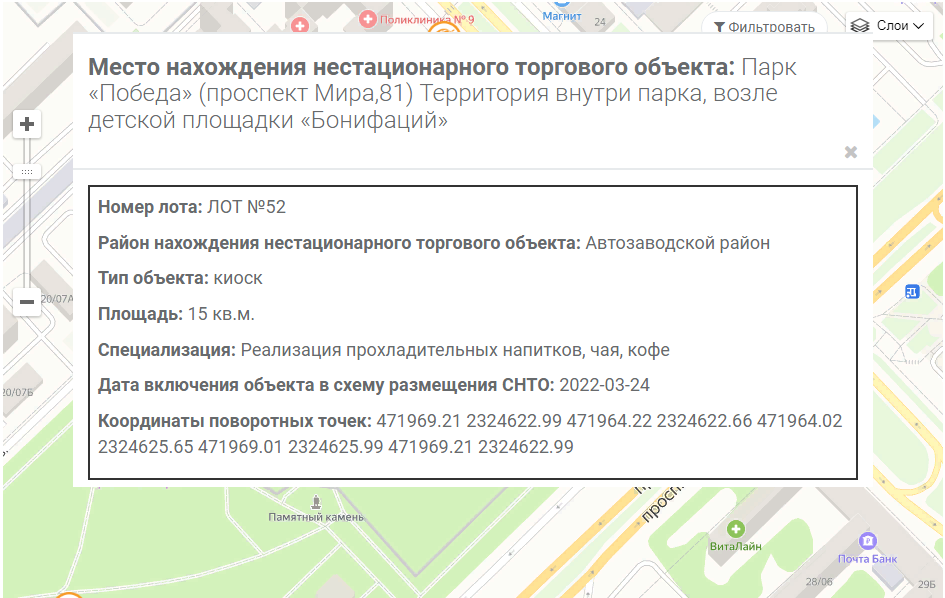 Поликлиника № 9
Магнит
24
Фильтровать
Слои
Место нахождения нестационарного торгового объекта: Парк
«Победа» (проспект Мира,81) Территория внутри парка, возле
детской площадки «Бонифаций»
Номер лота: ЛОТ №52
Район нахождения нестационарного торгового объекта: Автозаводской район
Тип объекта: киоск
20/07А
Площадь: 15 кв.м.
Специализация: Реализация прохладительных напитков, чая, кофе
Дата включения объекта в схему размещения СНТО: 2022-03-24
20/07Б
Координаты поворотных точек: 471969.21 2324622.99 471964.22 2324622.66 471964.02
2324625.65 471969.01 2324625.99 471969.21 2324622.99
Памятный камень
ВитаЛайн
Почта Банк
28/06
29Б